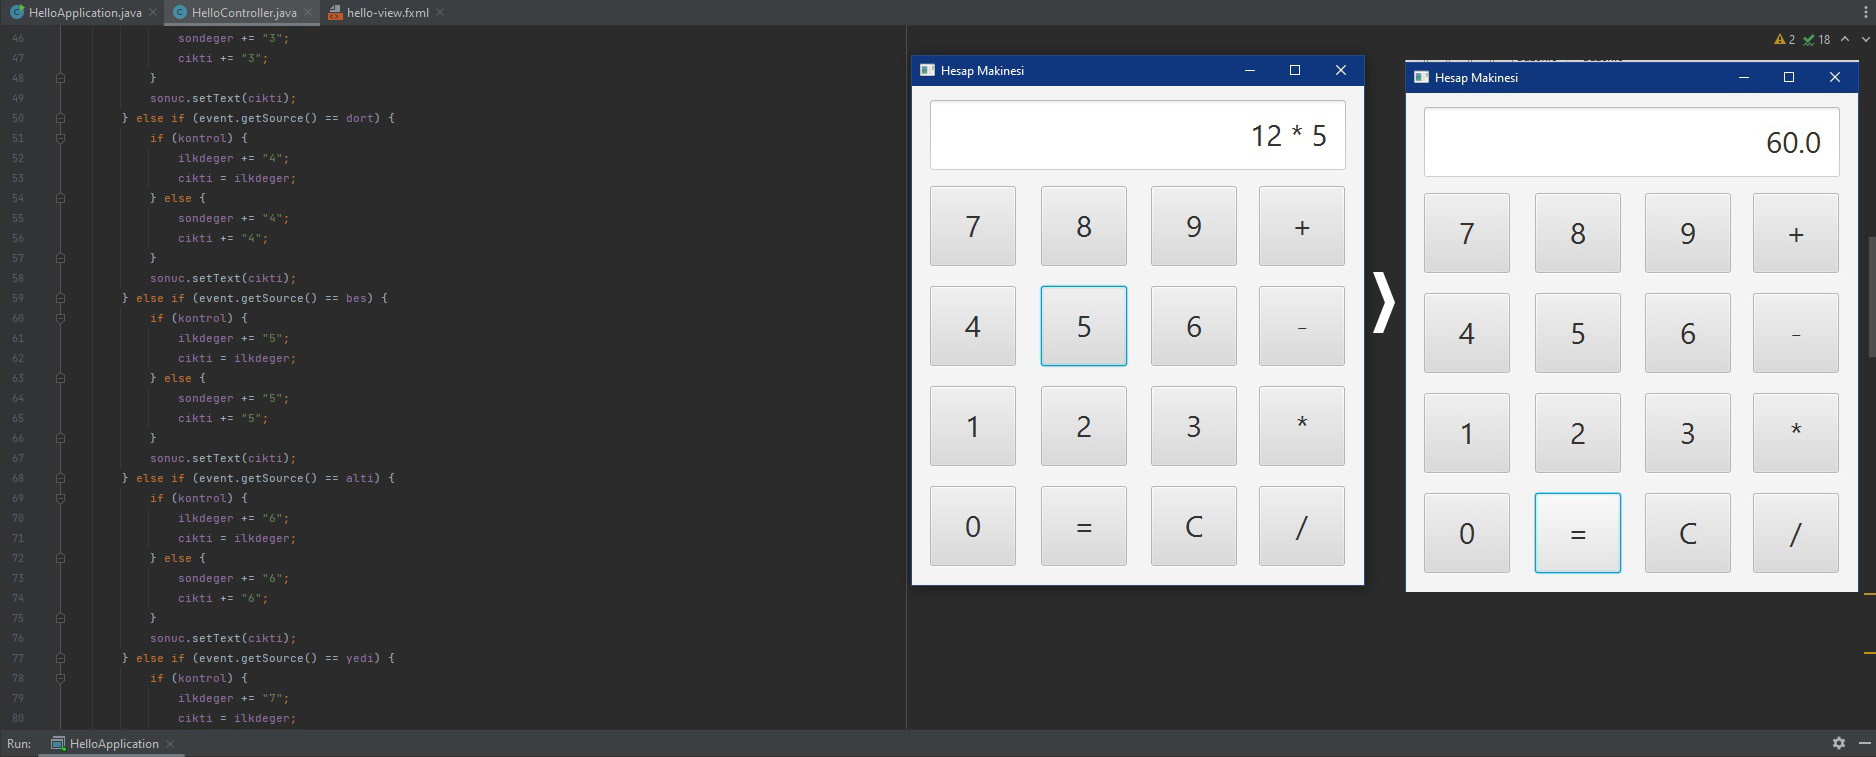 HelloApplication.java HelloController.java hello-view.fxml
2 18
46 sondeger += "3";
47 cikti += "3";
48 }
49 sonuc.setText(cikti);
50 } else if (event.getSource() == dort) {
51 if (kontrol) {
52 ilkdeger += "4";
53 cikti = ilkdeger;
54 } else {
55 sondeger += "4";
56 cikti += "4";
57 }
58 sonuc.setText(cikti);
59 } else if (event.getSource() == bes) {
60 if (kontrol) {
61 ilkdeger += "5";
62 cikti = ilkdeger;
63 } else {
64 sondeger += "5";
65 cikti += "5";
66 }
67 sonuc.setText(cikti);
68 } else if (event.getSource() == alti) {
69 if (kontrol) {
70 ilkdeger += "6";
71 cikti = ilkdeger;
72 } else {
73 sondeger += "6";
74 cikti += "6";
75 }
76 sonuc.setText(cikti);
77 } else if (event.getSource() == yedi) {
78 if (kontrol) {
79 ilkdeger += "7";
80 cikti = ilkdeger;
Hesap Makinesi
12 * 5
7 8 9 +
4 5 6 -
1 2 3 *
0 = C /
Hesap Makinesi
60.0
7 8 9 +
4 5 6 -
1 2 3 *
0 = C /
Run: HelloApplication